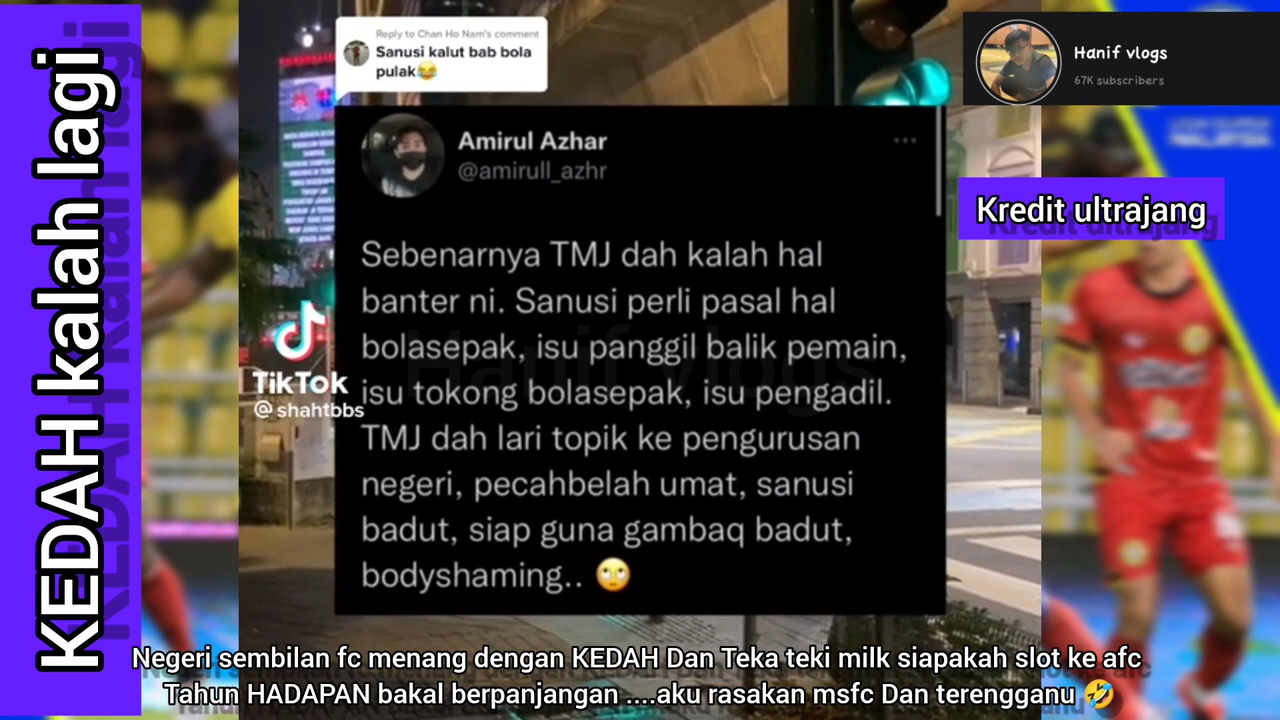 KEDAH kalah lagi
Reply to Chan Ho Nam's comment
Sanusi kalut bab bola
pulak😂
Hanif vlogs
67K subscribers
Amirul Azhar
@amirull_azhr
Kredit ultrajang
Sebenarnya TMJ dah kalah hal
banter ni. Sanusi perli pasal hal
bolasepak, isu panggil balik pemain,
isu tokong bolasepak, isu pengadil.
TMJ dah lari topik ke pengurusan
negeri, pecahbelah umat, sanusi
badut, siap guna gambaq badut,
bodyshaming.. 🙄
TikTok
@shahtbbs
Hanif vlogs
Negeri sembilan fc menang dengan KEDAH Dan Teka teki milk siapakah slot ke afc
Tahun HADAPAN bakal berpanjangan ....aku rasakan msfc Dan terengganu 🤣